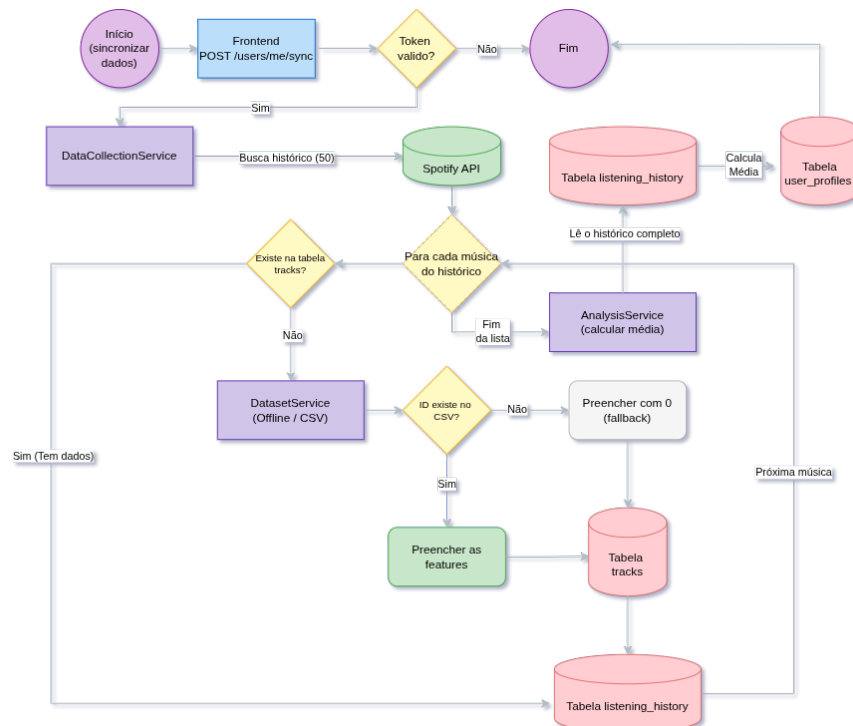 Início
(sincronizar
dados)
Frontend
POST /users/me/sync
Token
valido?
Não
Fim
Sim
DataCollectionService
Busca histórico (50)
Spotify API
Tabela listening_history
Calcula
Média
Tabela
user_profiles
Lê o histórico completo
Existe na tabela
tracks?
Para cada música
do histórico
Fim
da lista
AnalysisService
(calcular média)
Não
DatasetService
(Offline / CSV)
ID existe no
CSV?
Não
Preencher com 0
(fallback)
Sim (Tem dados)
Sim
Próxima música
Preencher as
features
Tabela
tracks
Tabela listening_history